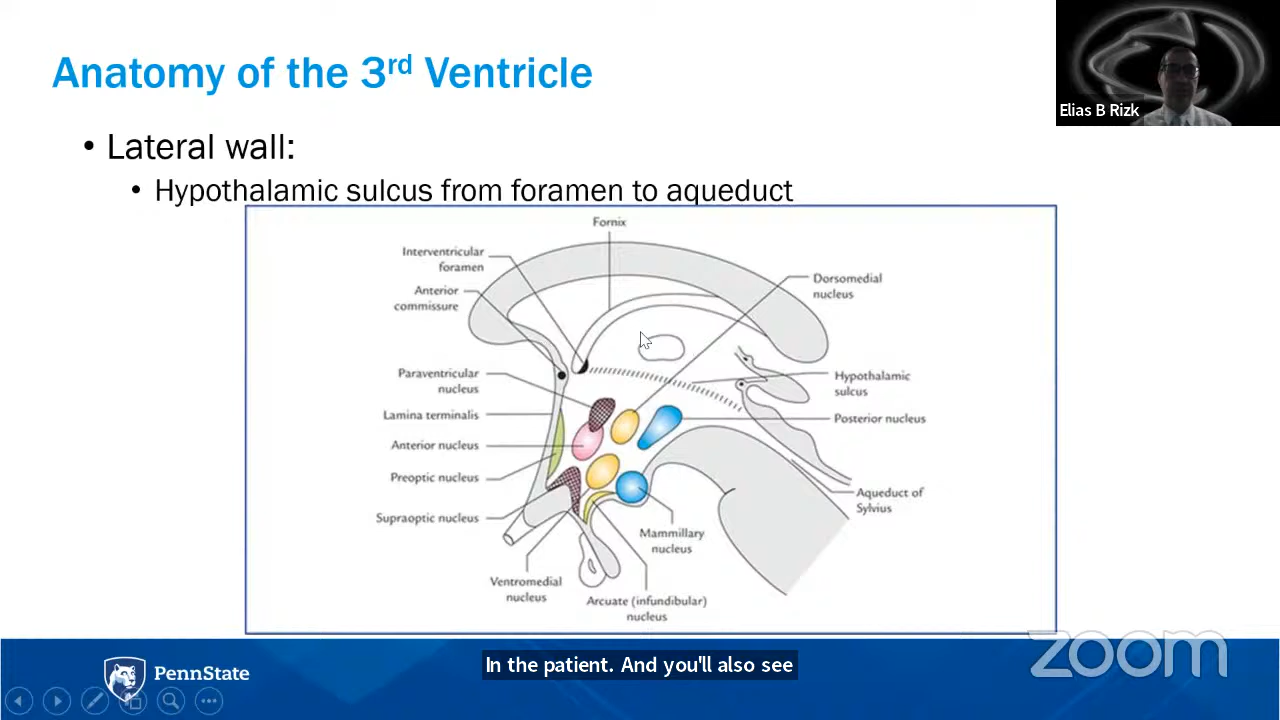 Anatomy of the 3rd Ventricle
Elias B Rizk
• Lateral wall:
• Hypothalamic sulcus from foramen to aqueduct
Fornix
Interventricular
foramen
Anterior
commissure
Dorsomedial
nucleus
Paraventricular
nucleus
Hypothalamic
sulcus
Lamina terminalis
Posterior nucleus
Anterior nucleus
Preoptic nucleus
Aqueduct of
Sylvius
Supraoptic nucleus
Mammillary
nucleus
Ventromedial
nucleus
Arcuate (infundibular)
nucleus
PennState
In the patient. And you'll also see
zoom